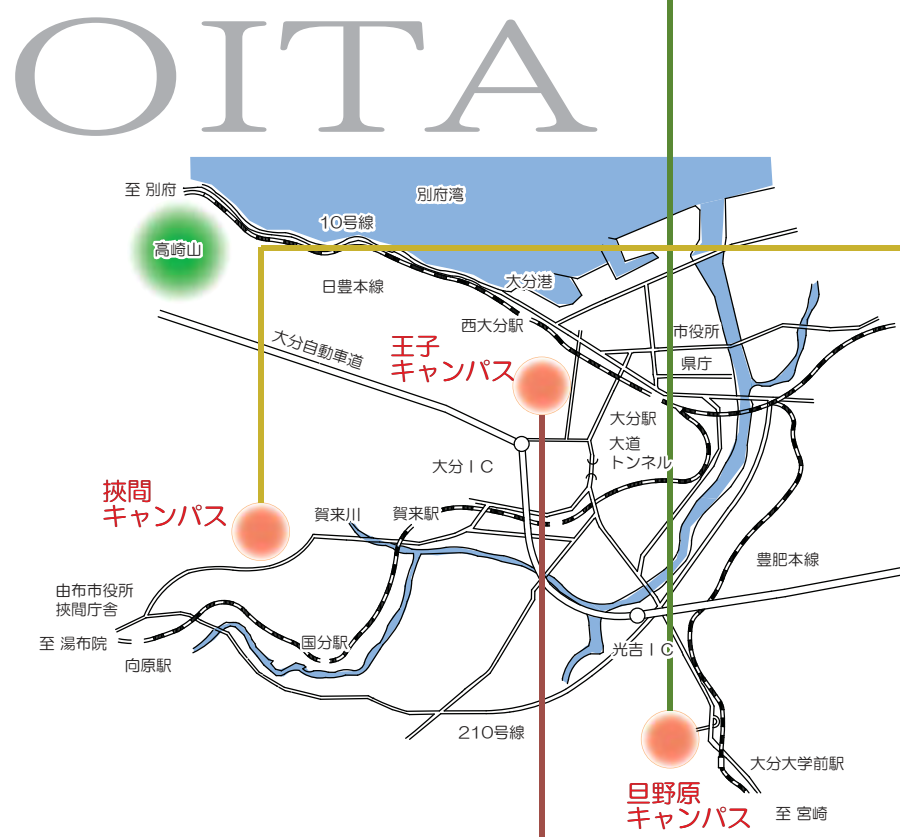 OITA
至 別府
別府湾
10号線
高崎山
日豊本線
大分港
西大分駅
市役所
大分自動車道
王子
キャンパス
県庁
大分駅
大道
トンネル
大分IC
挾間
キャンパス
賀来川
賀来駅
豊肥本線
由布市役所
挾間庁舎
至 湯布院
国分駅
向原駅
光吉IC
210号線
大分大学前駅
旦野原
キャンパス
至 宮崎